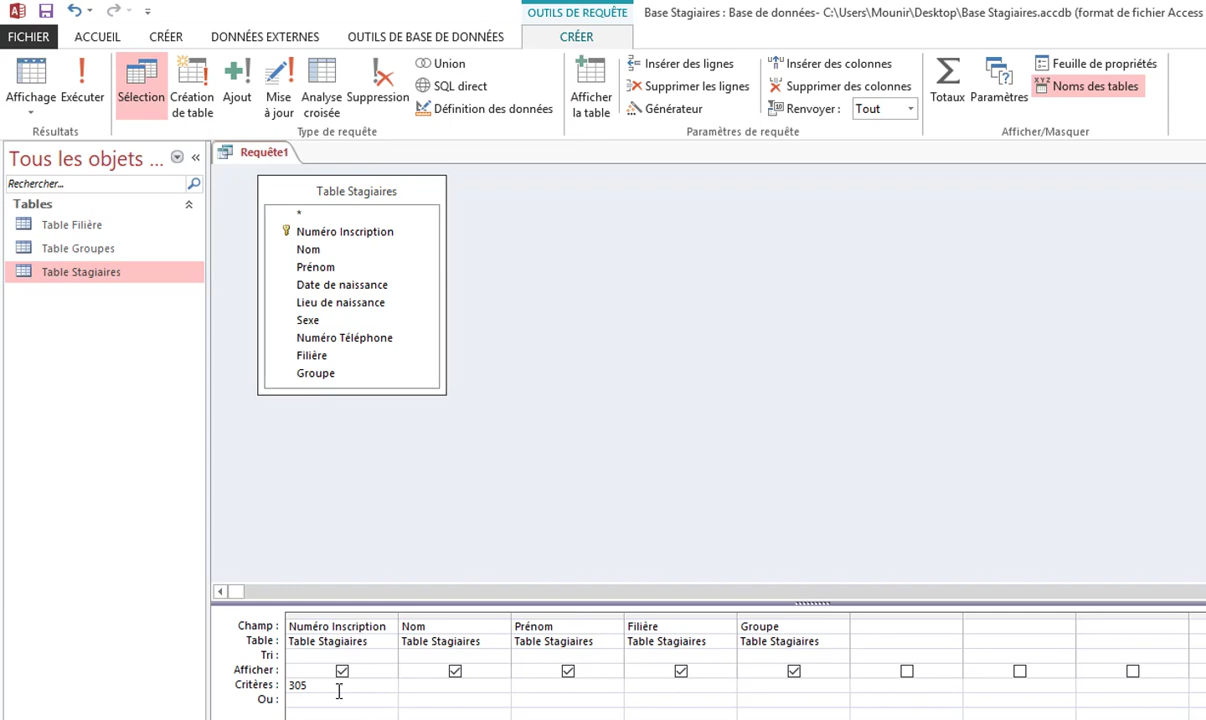 OUTILS DE REQUÊTE
Base Stagiaires : Base de données- C:\Users\Mounir\Desktop\Base Stagiaires.accdb (format de fichier Access
FICHIER ACCUEIL CRÉER DONNÉES EXTERNES OUTILS DE BASE DE DONNÉES CRÉER
Affichage Exécuter
Résultats
Sélection Création de table Ajout Mise à jour Analyse croisée Suppression
Union
SQL direct
Définition des données
Type de requête
Afficher la table
Insérer des lignes
Supprimer les lignes
Générateur
Insérer des colonnes
Supprimer des colonnes
Renvoyer : Tout
Paramètres de requête
Totaux Paramètres
Feuille de propriétés
XYZ Noms des tables
Afficher/Masquer
Tous les objets ...
Rechercher...
Tables
Table Filière
Table Groupes
Table Stagiaires
Requête1
Table Stagiaires
*
Numéro Inscription
Nom
Prénom
Date de naissance
Lieu de naissance
Sexe
Numéro Téléphone
Filière
Groupe
Champ : Numéro Inscription Nom Prénom Filière Groupe
Table : Table Stagiaires Table Stagiaires Table Stagiaires Table Stagiaires Table Stagiaires
Tri :
Afficher :
Critères : 305
Ou :